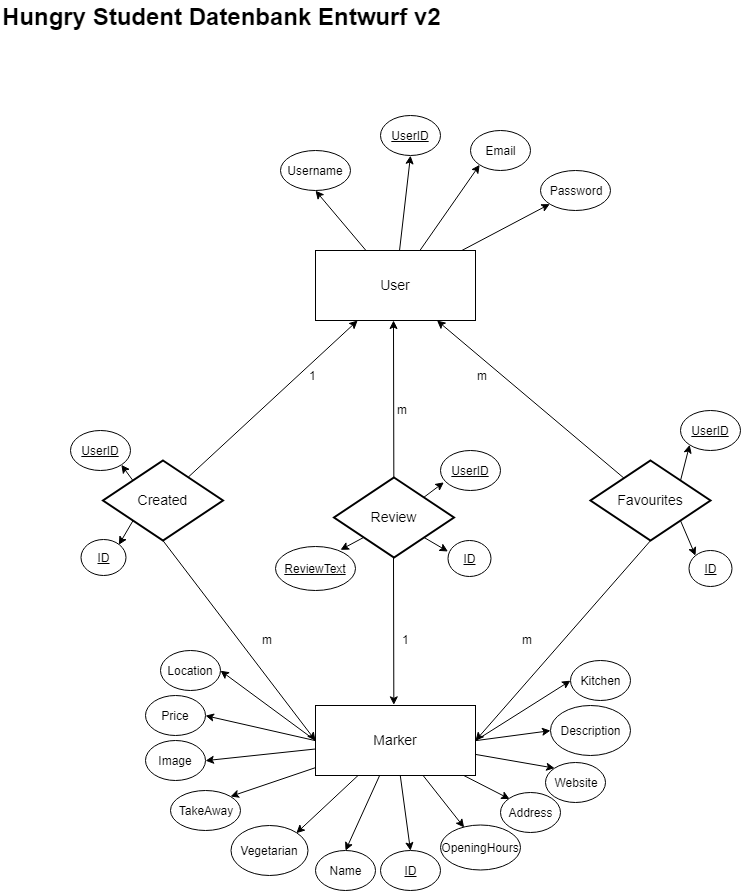 Hungry Student Datenbank Entwurf v2
UserID
Email
Username
Password
User
1
m
m
UserID
UserID
UserID
Created
Review
Favourites
ID
ReviewText
ID
ID
m
1
m
Location
Kitchen
Price
Description
Marker
Image
Website
TakeAway
Address
Vegetarian
OpeningHours
Name
ID